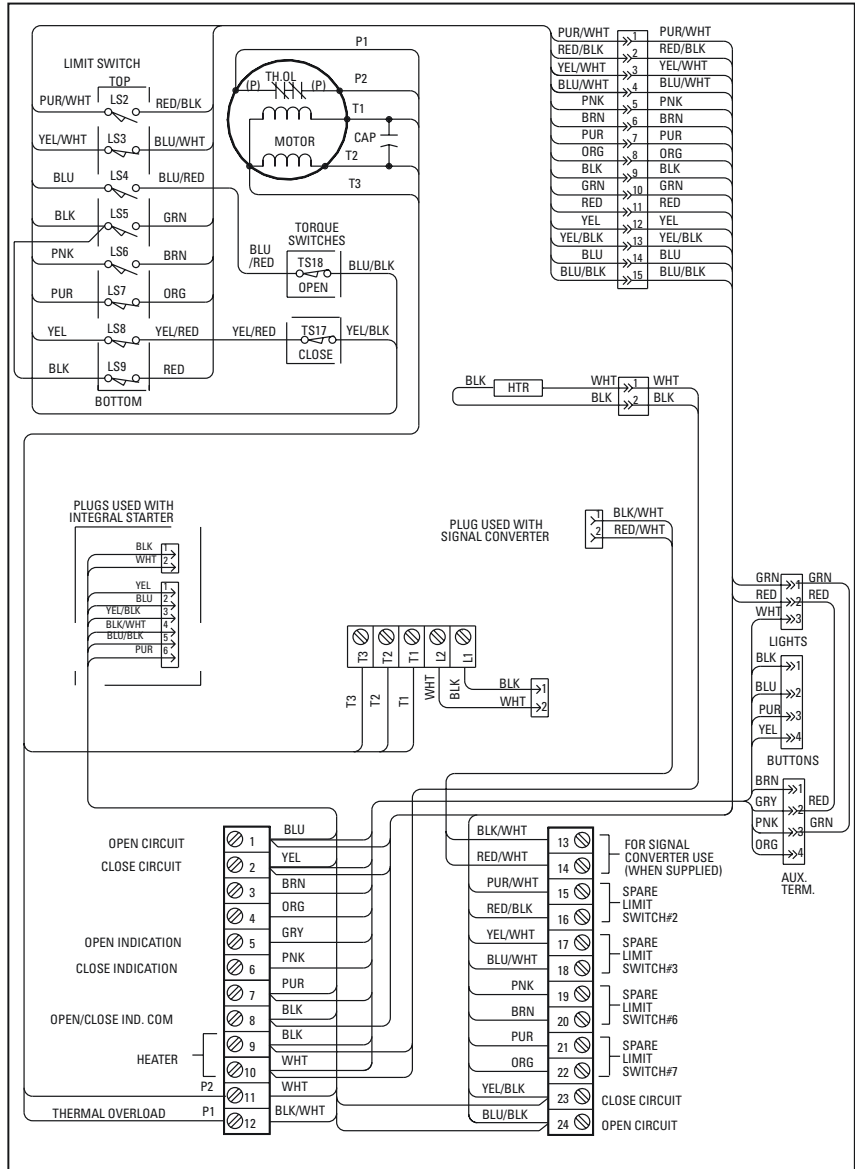 LIMIT SWITCH
TOP
PUR/WHT LS2 RED/BLK
YEL/WHT LS3 BLU/WHT
BLU LS4 BLU/RED
BLK LS5 GRN
PNK LS6 BRN
PUR LS7 ORG
YEL LS8 YEL/RED
BLK LS9 RED
BOTTOM
P1
TH.OL
(P) (P)
P2
T1
CAP
MOTOR
T2
T3
TORQUE
SWITCHES
BLU
/RED
TS18
BLU/BLK
OPEN
YEL/RED
TS17
YEL/BLK
CLOSE
PUR/WHT 1 PUR/WHT
RED/BLK 2 RED/BLK
YEL/WHT 3 YEL/WHT
BLU/WHT 4 BLU/WHT
PNK 5 PNK
BRN 6 BRN
PUR 7 PUR
ORG 8 ORG
BLK 9 BLK
GRN 10 GRN
RED 11 RED
YEL 12 YEL
YEL/BLK 13 YEL/BLK
BLU 14 BLU
BLU/BLK 15 BLU/BLK
BLK HTR WHT 1 WHT
BLK 2 BLK
PLUGS USED WITH
INTEGRAL STARTER
BLK 1
WHT 2
YEL 1
BLU 2
YEL/BLK 3
BLK/WHT 4
BLU/BLK 5
PUR 6
PLUG USED WITH
SIGNAL CONVERTER
1 BLK/WHT
2 RED/WHT
T3 T2 T1 L2 L1
T3 T2 T1 WHT BLK
BLK 1
WHT 2
GRN 1 GRN
RED 2 RED
WHT 3
LIGHTS
BLK 1
BLU 2
PUR 3
YEL 4
BUTTONS
BRN 1
GRY 2 RED
PNK 3 GRN
ORG 4
AUX.
TERM.
OPEN CIRCUIT 1 BLU
CLOSE CIRCUIT 2 YEL
3 BRN
4 ORG
OPEN INDICATION 5 GRY
CLOSE INDICATION 6 PNK
7 PUR
OPEN/CLOSE IND. COM 8 BLK
HEATER
9 BLK
10 WHT
P2 11 WHT
THERMAL OVERLOAD P1 12 BLK/WHT
BLK/WHT 13
RED/WHT 14
FOR SIGNAL
CONVERTER USE
(WHEN SUPPLIED)
PUR/WHT 15
RED/BLK 16
SPARE
LIMIT
SWITCH#2
YEL/WHT 17
BLU/WHT 18
SPARE
LIMIT
SWITCH#3
PNK 19
BRN 20
SPARE
LIMIT
SWITCH#6
PUR 21
ORG 22
SPARE
LIMIT
SWITCH#7
YEL/BLK 23 CLOSE CIRCUIT
BLU/BLK 24 OPEN CIRCUIT